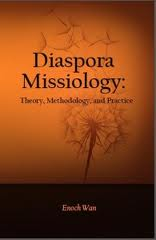 Diaspora
Missiology:
Theory, Methodology, and Practice
Enoch Wan